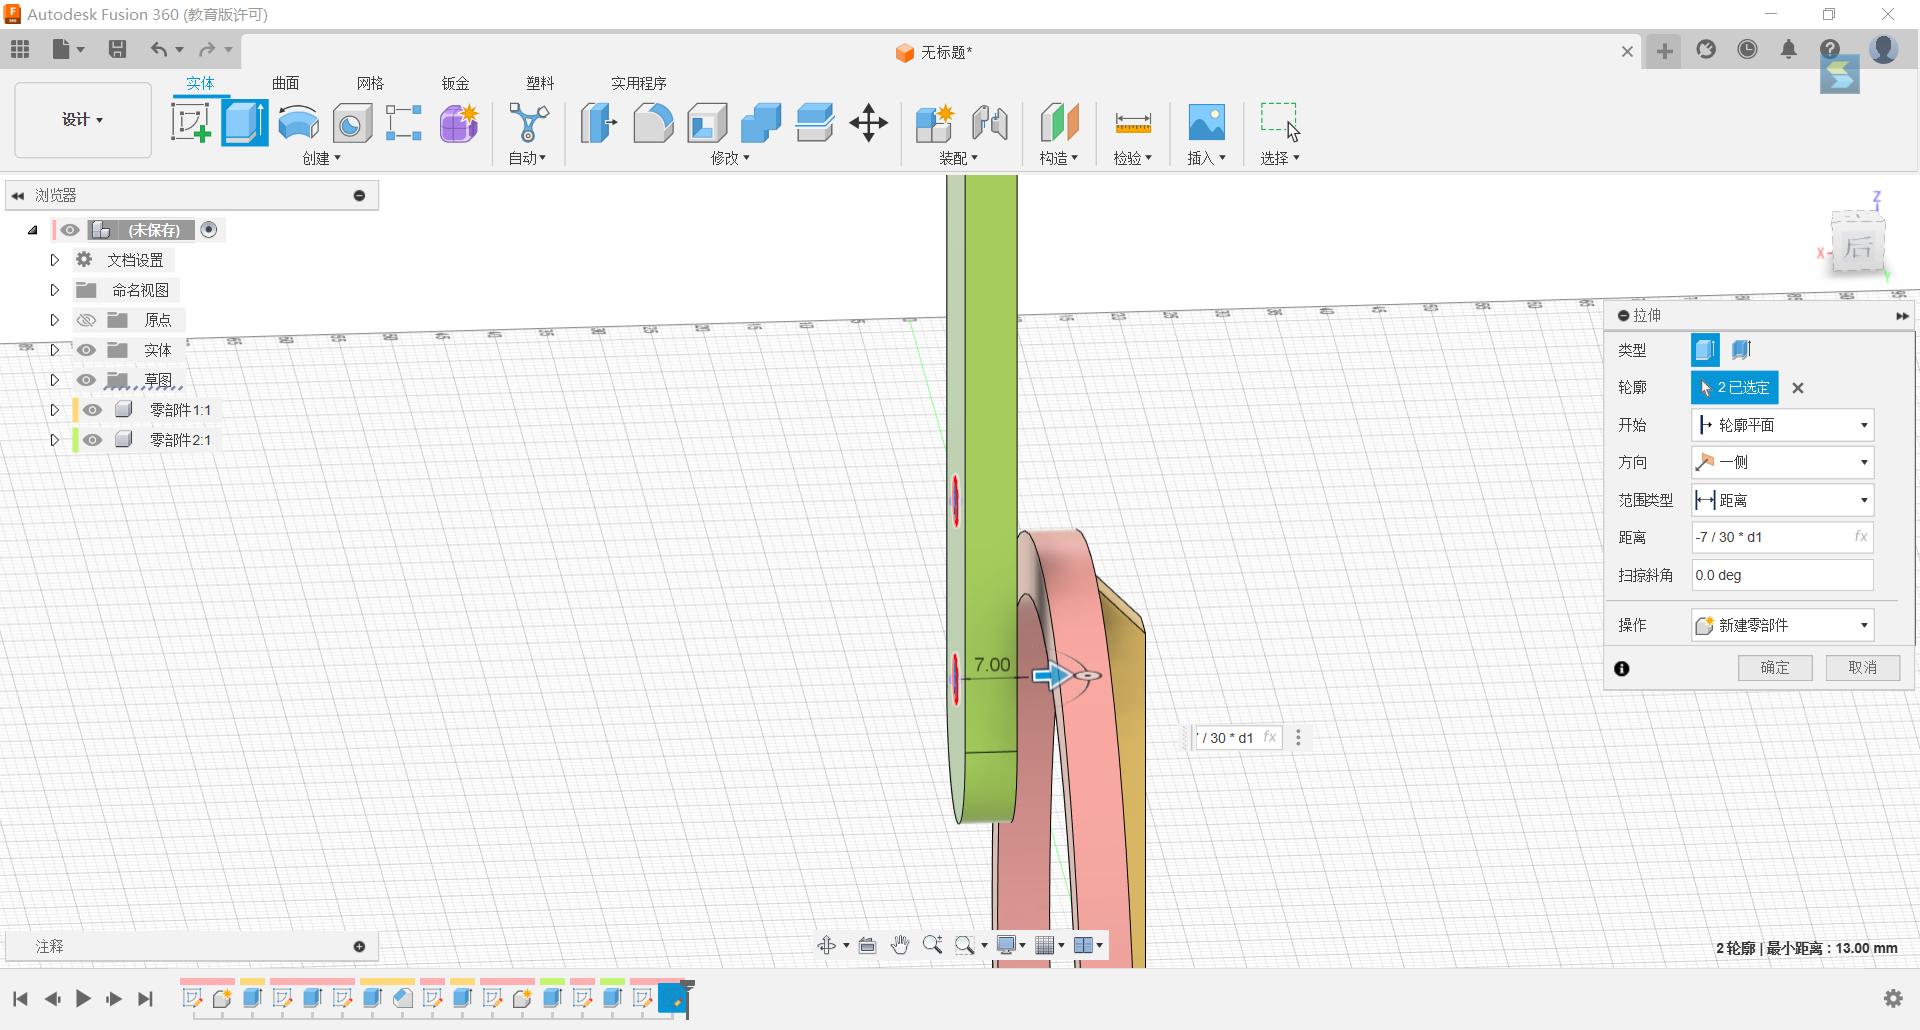 Autodesk Fusion 360 (教育版许可)
无标题*
实体 曲面 网格 钣金 塑料 实用程序
设计
创建 自动 修改 装配 构造 检验 插入 选择
浏览器
(未保存)
文档设置
命名视图
原点
实体
草图
零部件1:1
零部件2:1
Z
后
X
Y
拉伸
类型
轮廓 2 已选定
开始 轮廓平面
方向 一侧
范围类型 距离
距离 -7 / 30 * d1 fx
扫掠斜角 0.0 deg
操作 新建零部件
确定 取消
7.00
/ 30 * d1 fx
注释
2 轮廓 | 最小距离 : 13.00 mm